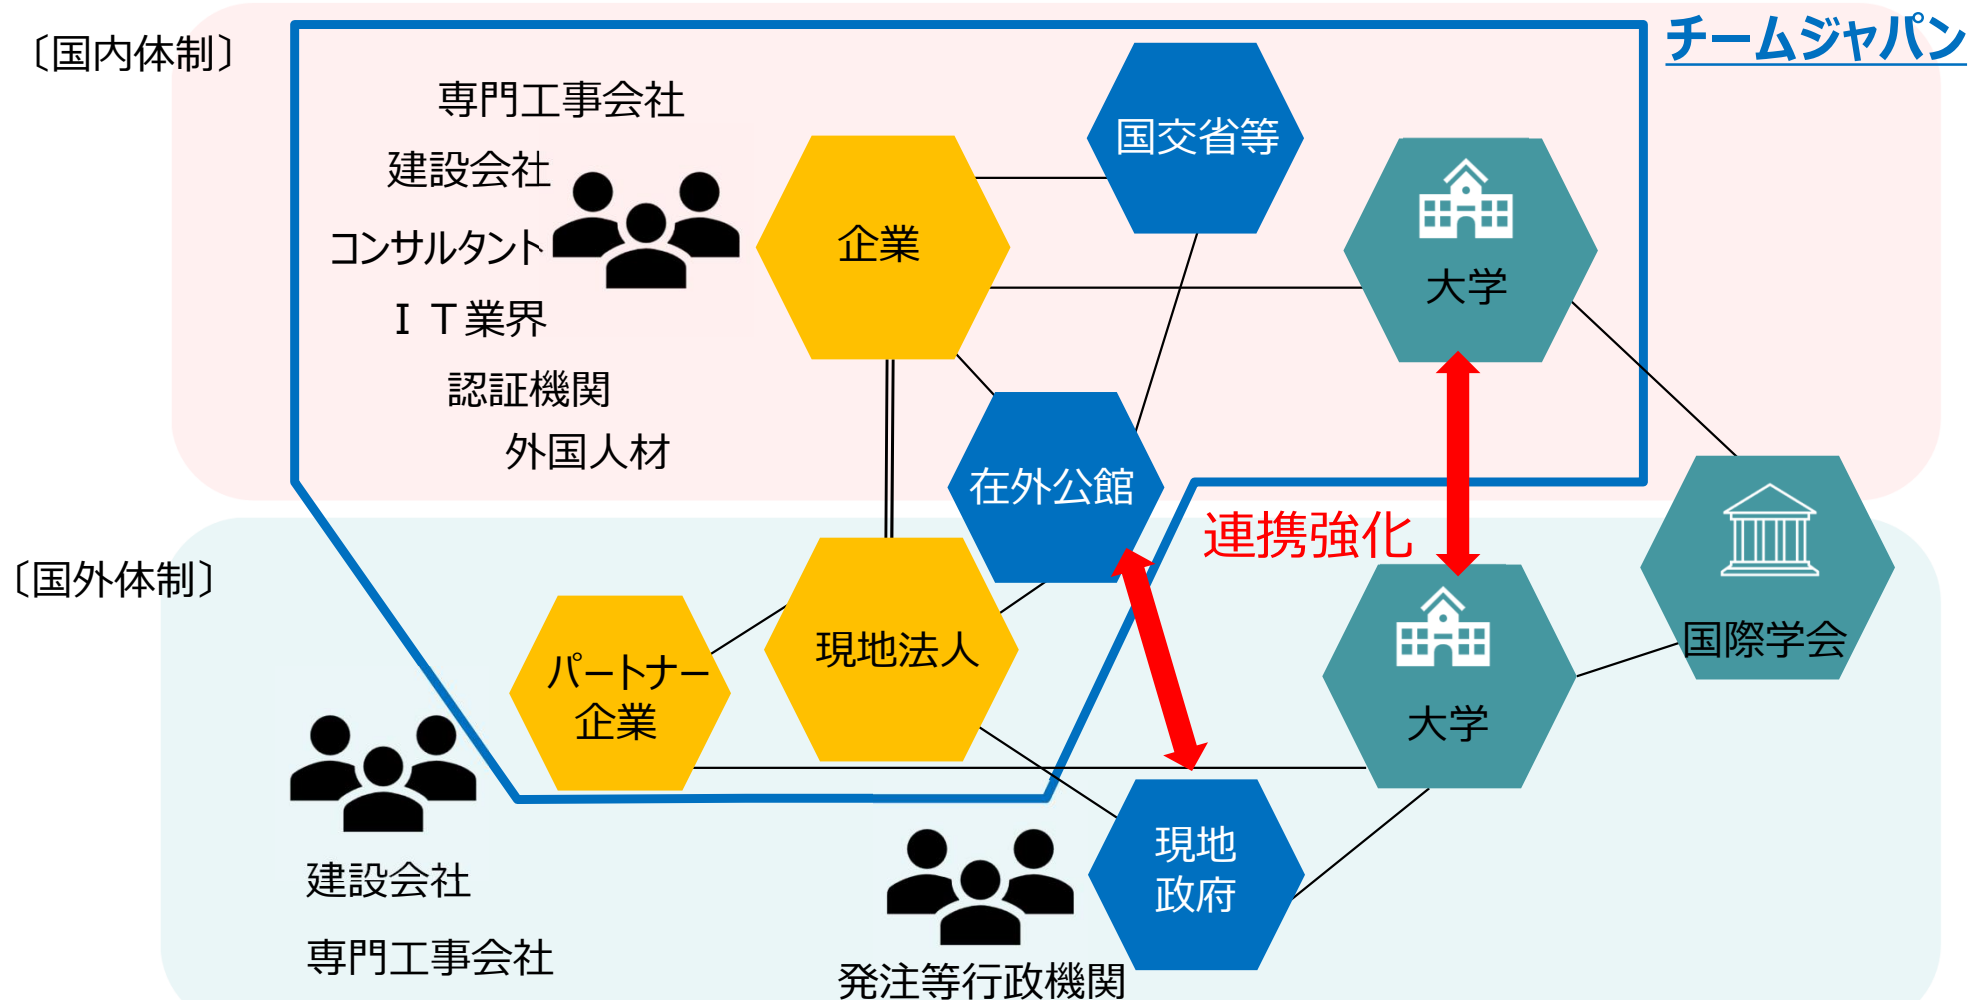 〔国内体制〕
チームジャパン
専門工事会社
建設会社
コンサルタント
ＩＴ業界
認証機関
外国人材
企業
国交省等
大学
在外公館
連携強化
〔国外体制〕
パートナー
企業
現地法人
大学
国際学会
建設会社
専門工事会社
現地
政府
発注等行政機関